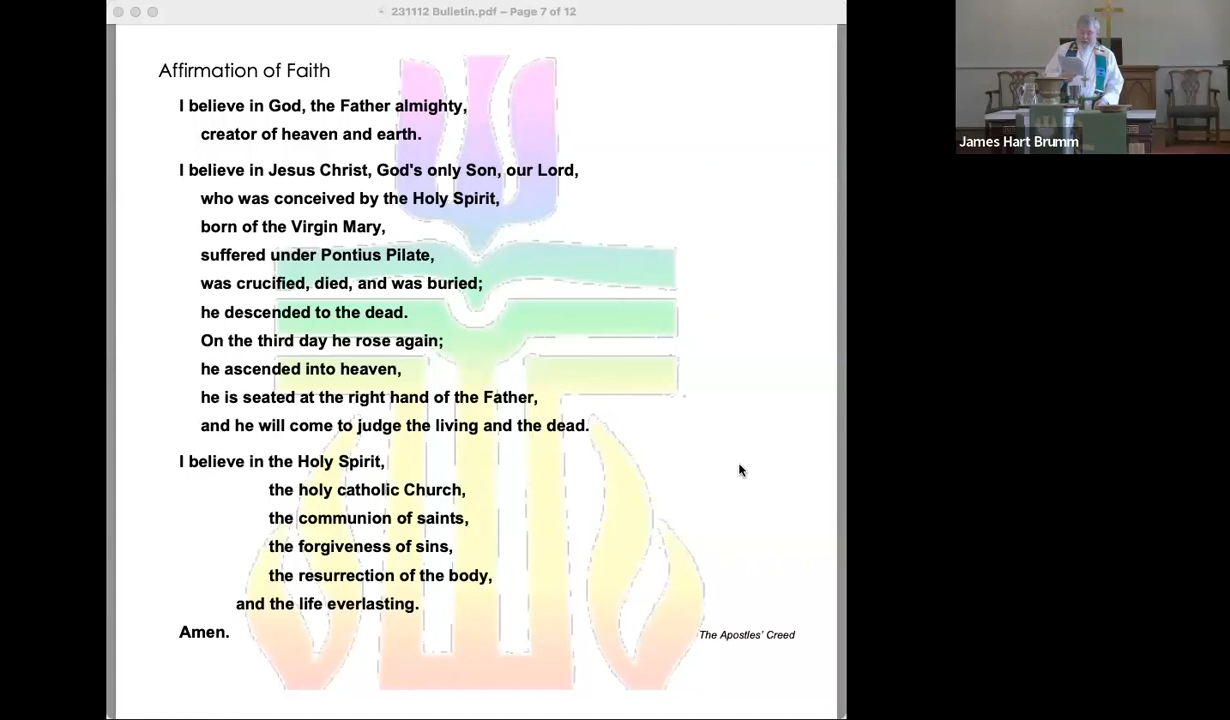 231112 Bulletin.pdf – Page 7 of 12
Affirmation of Faith
I believe in God, the Father almighty,
creator of heaven and earth.
I believe in Jesus Christ, God's only Son, our Lord,
who was conceived by the Holy Spirit,
born of the Virgin Mary,
suffered under Pontius Pilate,
was crucified, died, and was buried;
he descended to the dead.
On the third day he rose again;
he ascended into heaven,
he is seated at the right hand of the Father,
and he will come to judge the living and the dead.
I believe in the Holy Spirit,
the holy catholic Church,
the communion of saints,
the forgiveness of sins,
the resurrection of the body,
and the life everlasting.
Amen.
The Apostles’ Creed
James Hart Brumm